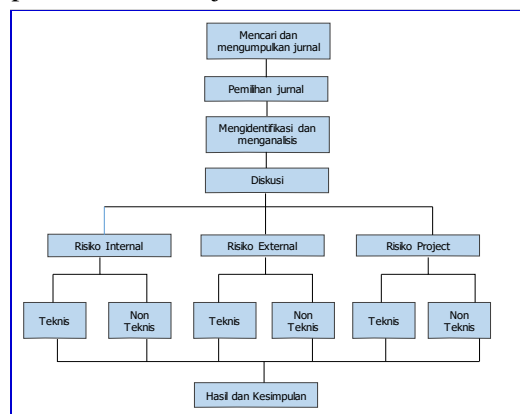 Mencari dan
mengumpulkan jurnal
Pemilihan jurnal
Mengidentifikasi dan
menganalisis
Diskusi
Risiko Internal
Risiko External
Risiko Project
Teknis
Non
Teknis
Teknis
Non
Teknis
Teknis
Non
Teknis
Hasil dan Kesimpulan